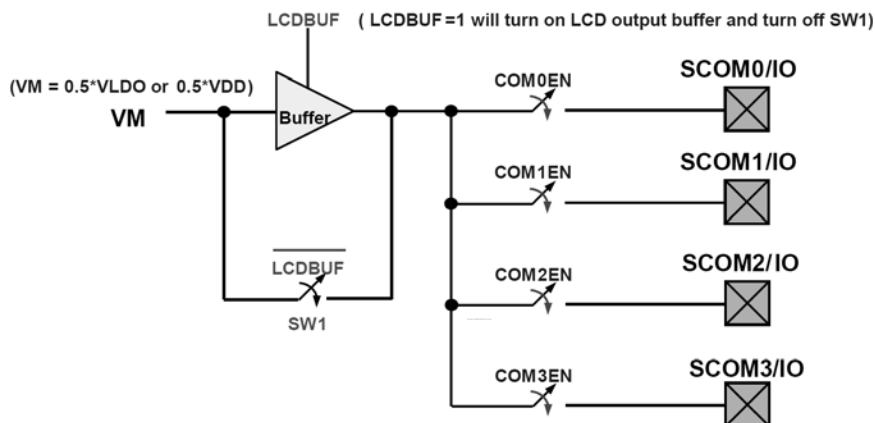 LCDBUF
( LCDBUF=1 will turn on LCD output buffer and turn off SW1)
(VM = 0.5*VLDO or 0.5*VDD)
VM
Buffer
LCDBUF
SW1
COM0EN
SCOM0/IO
COM1EN
SCOM1/IO
COM2EN
SCOM2/IO
COM3EN
SCOM3/IO